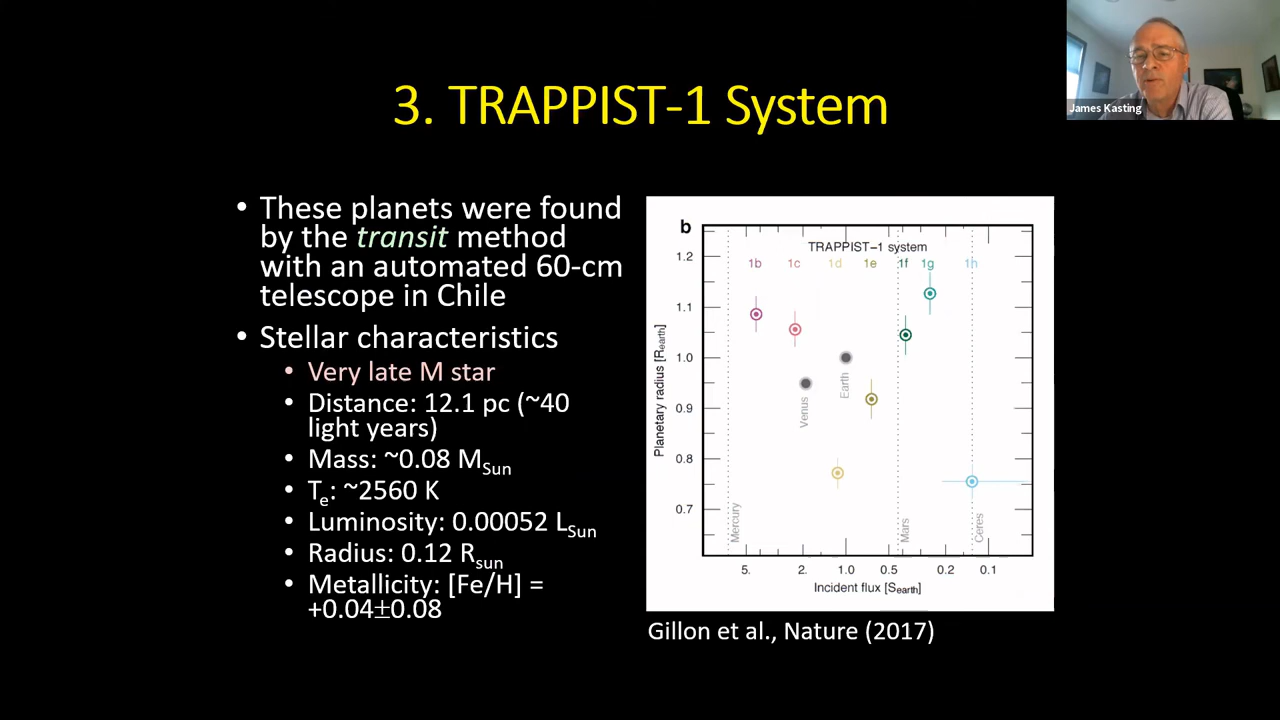 James Kasting
3. TRAPPIST-1 System
• These planets were found
by the transit method
with an automated 60-cm
telescope in Chile
• Stellar characteristics
• Very late M star
• Distance: 12.1 pc (~40
light years)
• Mass: ~0.08 MSun
• Te: ~2560 K
• Luminosity: 0.00052 LSun
• Radius: 0.12 Rsun
• Metallicity: [Fe/H] =
+0.04±0.08
b
TRAPPIST-1 system
1b 1c 1d 1e 1f 1g 1h
1.2
1.1
1.0
0.9
0.8
0.7
Planetary radius [Rearth]
Venus
Earth
Mercury
Mars
Ceres
5. 2. 1.0 0.5 0.2 0.1
Incident flux [Searth]
Gillon et al., Nature (2017)